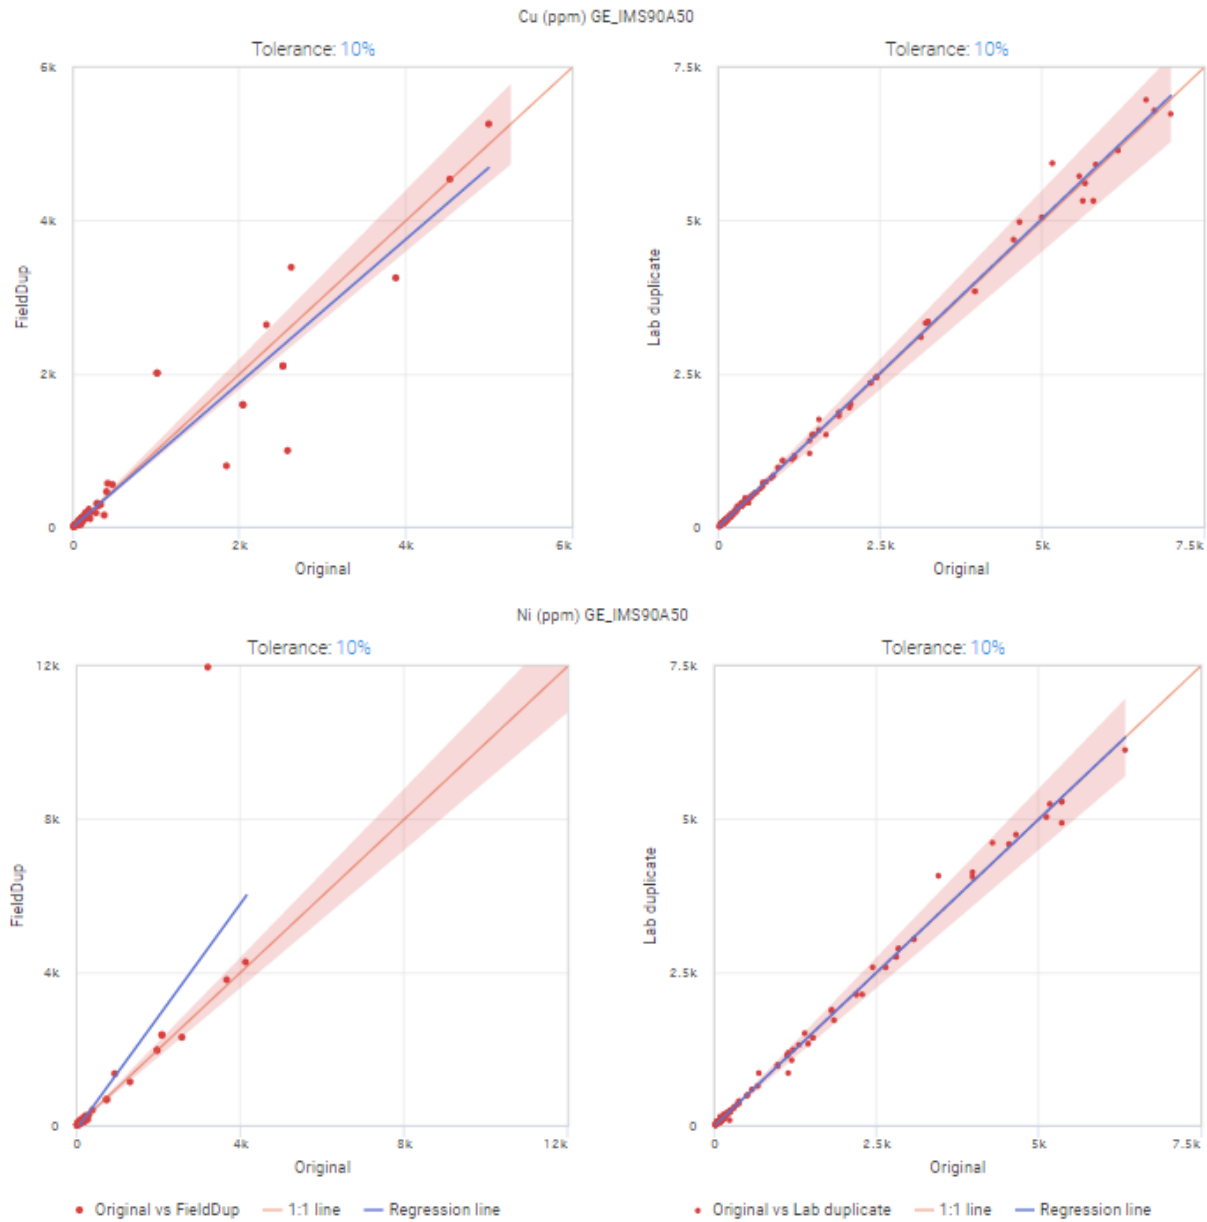 Cu (ppm) GE_IMS90A50
Tolerance: 10%
6k
4k
2k
0
FieldDup
0
2k
4k
6k
Original
Tolerance: 10%
7.5k
5k
2.5k
0
Lab duplicate
0
2.5k
5k
7.5k
Original
Ni (ppm) GE_IMS90A50
Tolerance: 10%
12k
8k
4k
0
FieldDup
0
4k
8k
12k
Original
Tolerance: 10%
7.5k
5k
2.5k
0
Lab duplicate
0
2.5k
5k
7.5k
Original
Original vs FieldDup 1:1 line Regression line
Original vs Lab duplicate 1:1 line Regression line